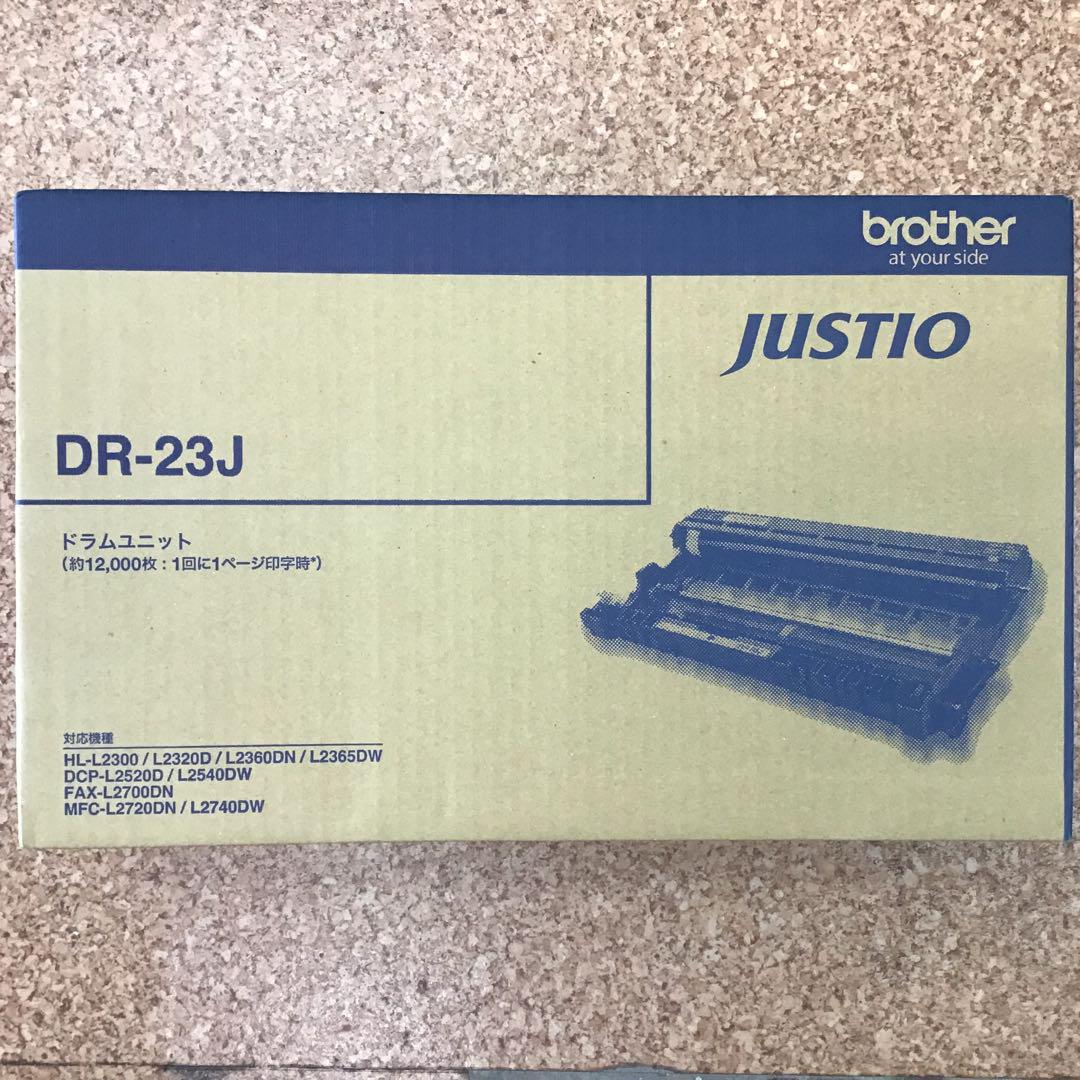 brother
at your side
JUSTIO
DR-23J
ドラムユニット
（約12,000枚：1回に1ページ印字時*）
対応機種
HL-L2300 / L2320D / L2360DN / L2365DW
DCP-L2520D / L2540DW
FAX-L2700DN
MFC-L2720DN / L2740DW